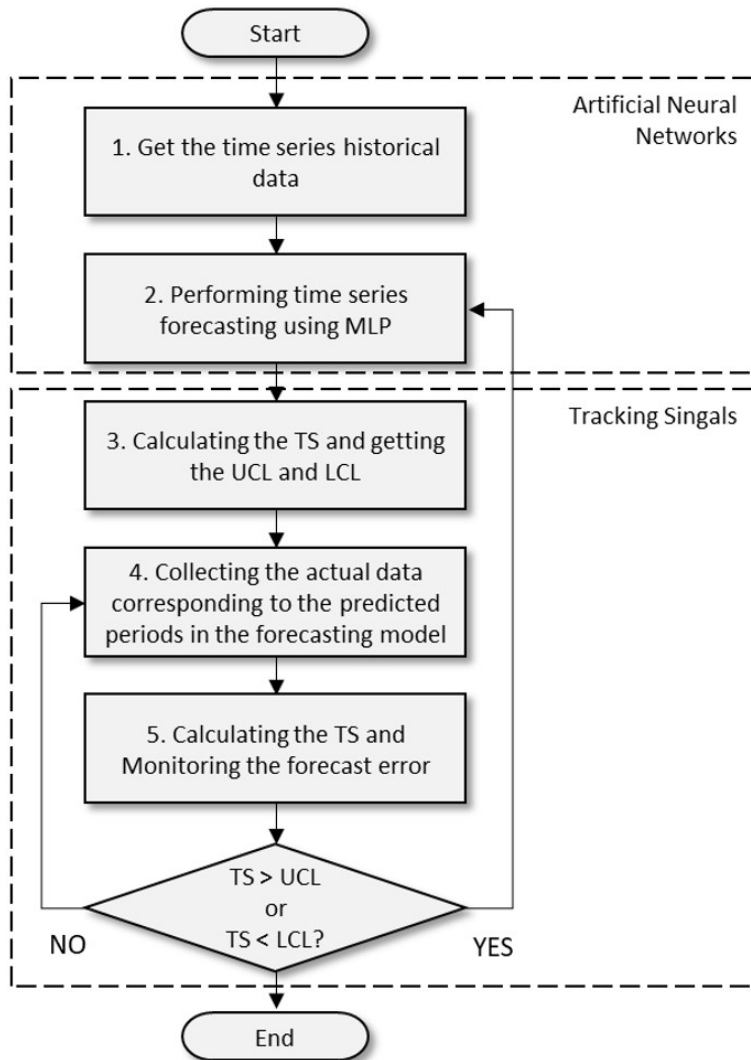 Start
Artificial Neural
Networks
1. Get the time series historical
data
2. Performing time series
forecasting using MLP
Tracking Singals
3. Calculating the TS and getting
the UCL and LCL
4. Collecting the actual data
corresponding to the predicted
periods in the forecasting model
5. Calculating the TS and
Monitoring the forecast error
TS > UCL
or
TS < LCL?
NO
YES
End